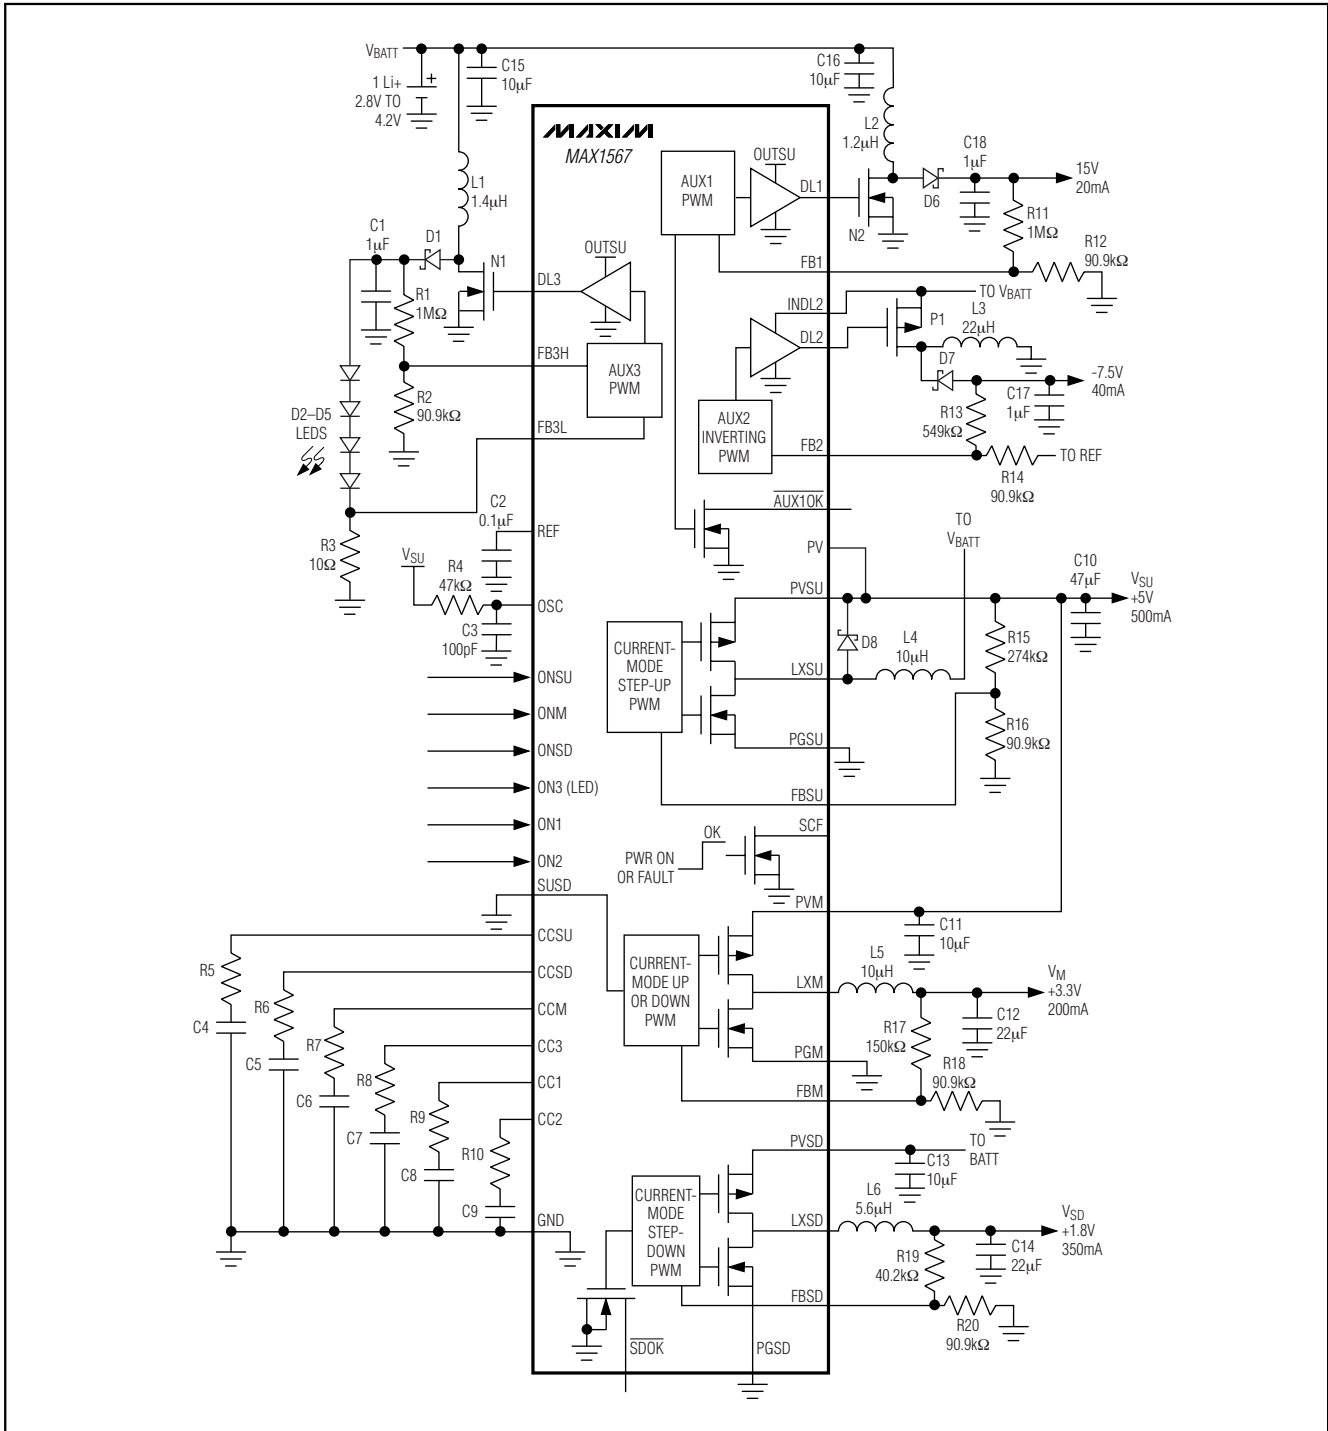 VBATT
1 Li+
2.8V TO
4.2V
+
C15
10µF
C16
10µF
L2
1.2µH
C18
1µF
15V
20mA
D6
N2
R11
1MΩ
R12
90.9kΩ
MAXIM
MAX1567
AUX1
PWM
OUTSU
DL1
FB1
L1
1.4µH
C1
1µF
D1
N1
R1
1MΩ
DL3
OUTSU
INDL2
TO VBATT
DL2
P1
L3
22µH
D7
-7.5V
40mA
C17
1µF
R13
549kΩ
FB3H
AUX3
PWM
R2
90.9kΩ
D2–D5
LEDS
FB3L
AUX2
INVERTING
PWM
FB2
TO REF
R14
90.9kΩ
R3
10Ω
C2
0.1µF
REF
AUX1OK
PV
TO
VBATT
VSU
R4
47kΩ
OSC
C3
100pF
PVSU
C10
47µF
VSU
+5V
500mA
CURRENT-
MODE
STEP-UP
PWM
D8
L4
10µH
R15
274kΩ
LXSU
R16
90.9kΩ
PGSU
FBSU
ONSU
ONM
ONSD
ON3 (LED)
ON1
ON2
SCF
OK
PWR ON
OR FAULT
SUSD
PVM
C11
10µF
CCSU
CCSD
CCM
CC3
CC1
CC2
R5
C4
R6
C5
R7
C6
R8
C7
R9
C8
R10
C9
GND
CURRENT-
MODE UP
OR DOWN
PWM
LXM
L5
10µH
VM
+3.3V
200mA
C12
22µF
R17
150kΩ
PGM
R18
90.9kΩ
FBM
PVSD
TO
BATT
C13
10µF
CURRENT-
MODE
STEP-
DOWN
PWM
LXSD
L6
5.6µH
VSD
+1.8V
350mA
C14
22µF
R19
40.2kΩ
FBSD
R20
90.9kΩ
SDOK
PGSD